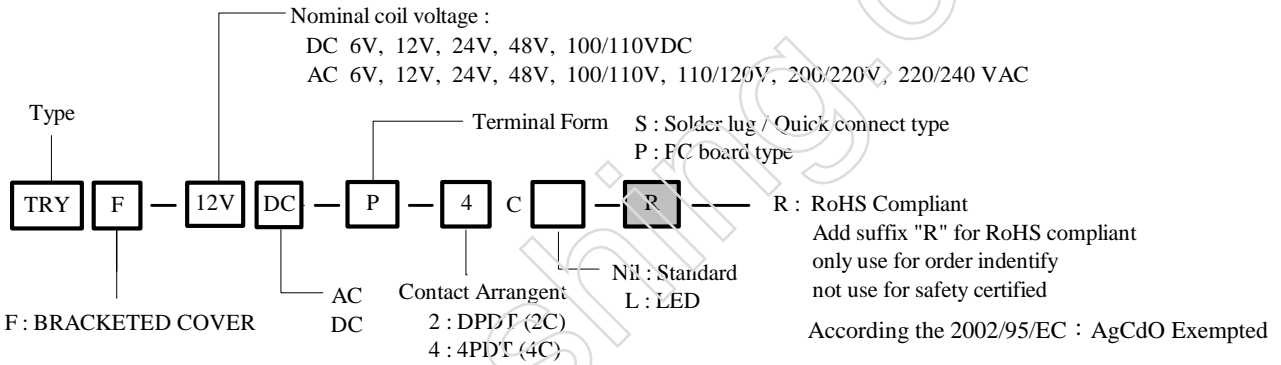 Nominal coil voltage :
DC 6V, 12V, 24V, 48V, 100/110VDC
AC 6V, 12V, 24V, 48V, 100/110V, 110/120V, 200/220V, 220/240 VAC
Type
Terminal Form
S : Solder lug / Quick connect type
P : PC board type
TRY F — 12V DC — P — 4 C — R
R : RoHS Compliant
Add suffix "R" for RoHS compliant
only use for order indentify
not use for safety certified
According the 2002/95/EC : AgCdO Exempted
Nil : Standard
L : LED
Contact Arrangent
2 : DPDT (2C)
4 : 4PDT (4C)
AC
DC
F : BRACKETED COVER
shing.